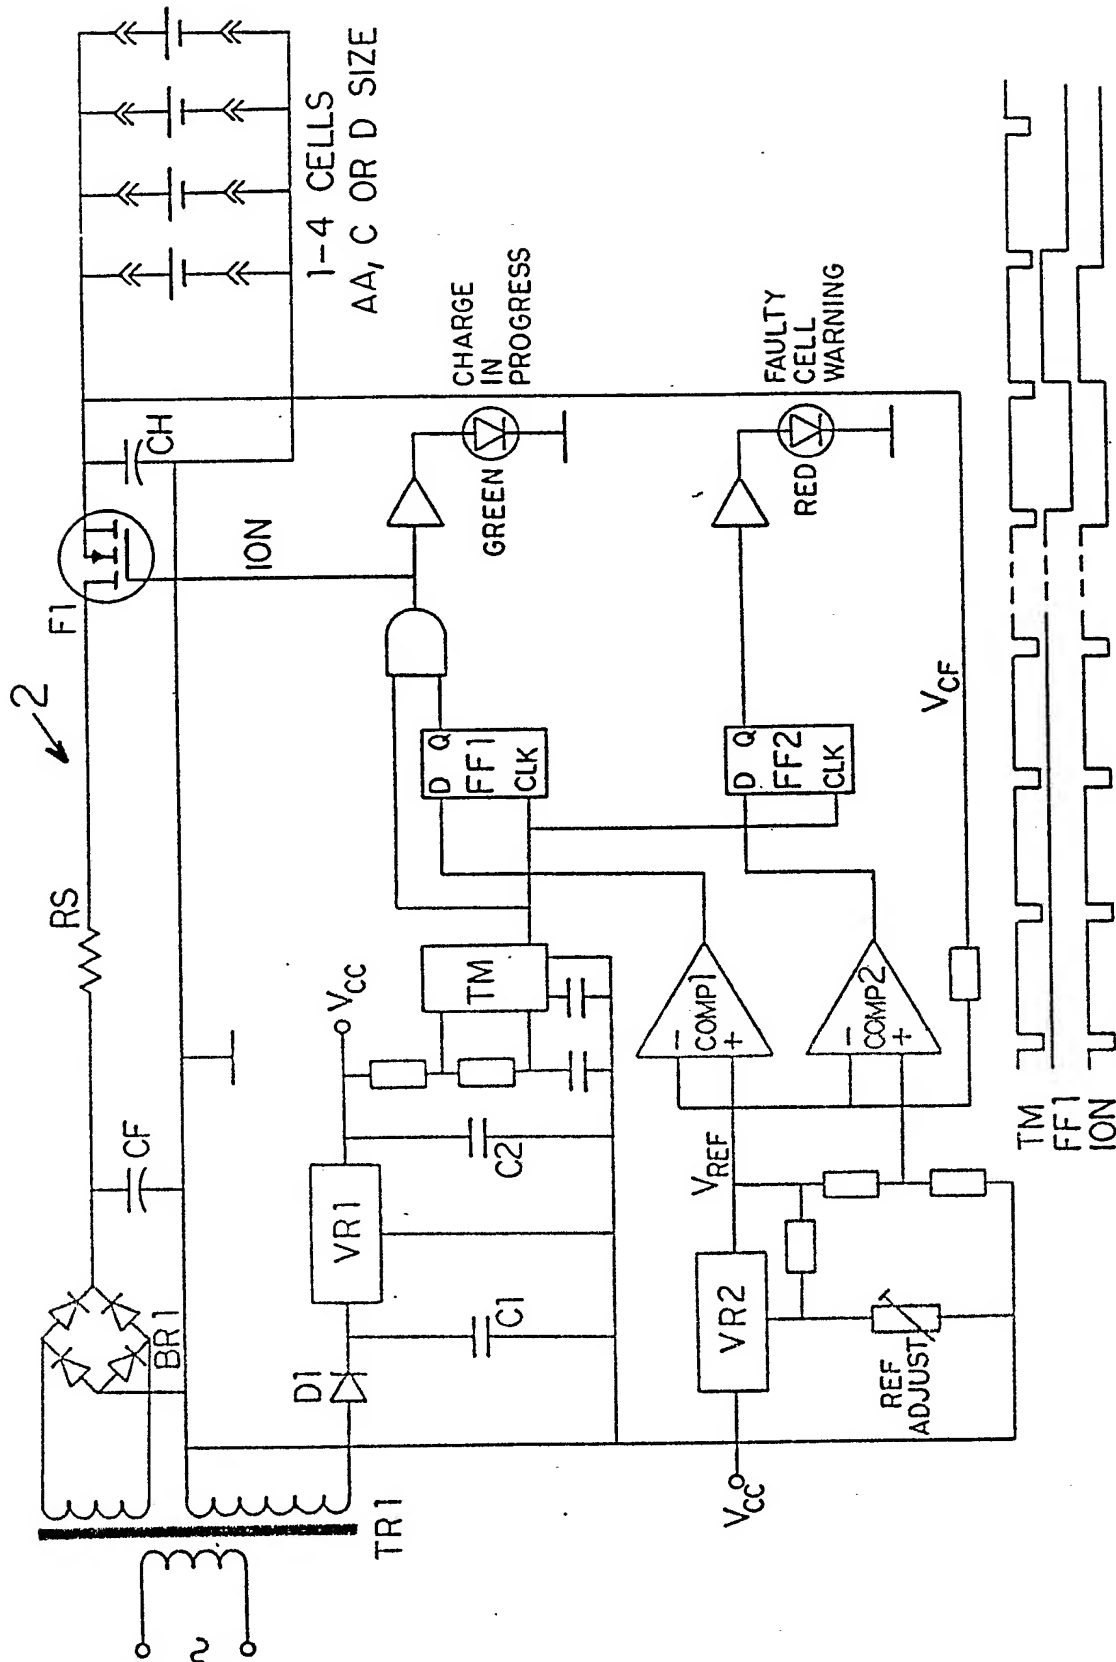 2
F1
RS
CF
BR1
TR1
~
CH
1-4 CELLS
AA, C OR D SIZE
ION
CHARGE
IN
PROGRESS
GREEN
FAULTY
CELL
WARNING
RED
D Q
FF1
CLK
D Q
FF2
CLK
VCF
VCC
TM
VR1
C2
C1
D1
−
COMP1
+
−
COMP2
+
VREF
VR2
VCC
REF
ADJUST
TM
FF1
ION